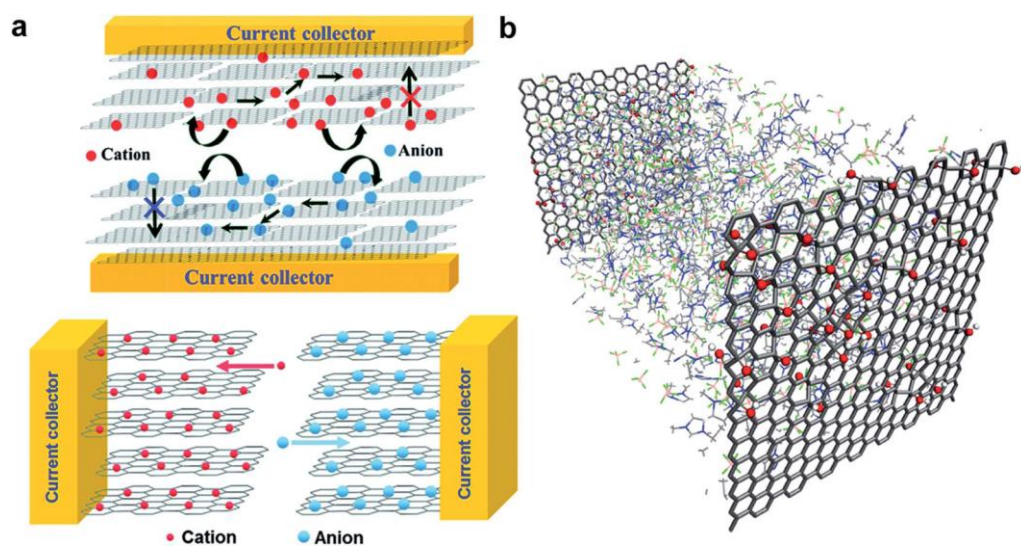 a
Current collector
Cation
Anion
Current collector
Current collector
Current collector
Cation
Anion
b